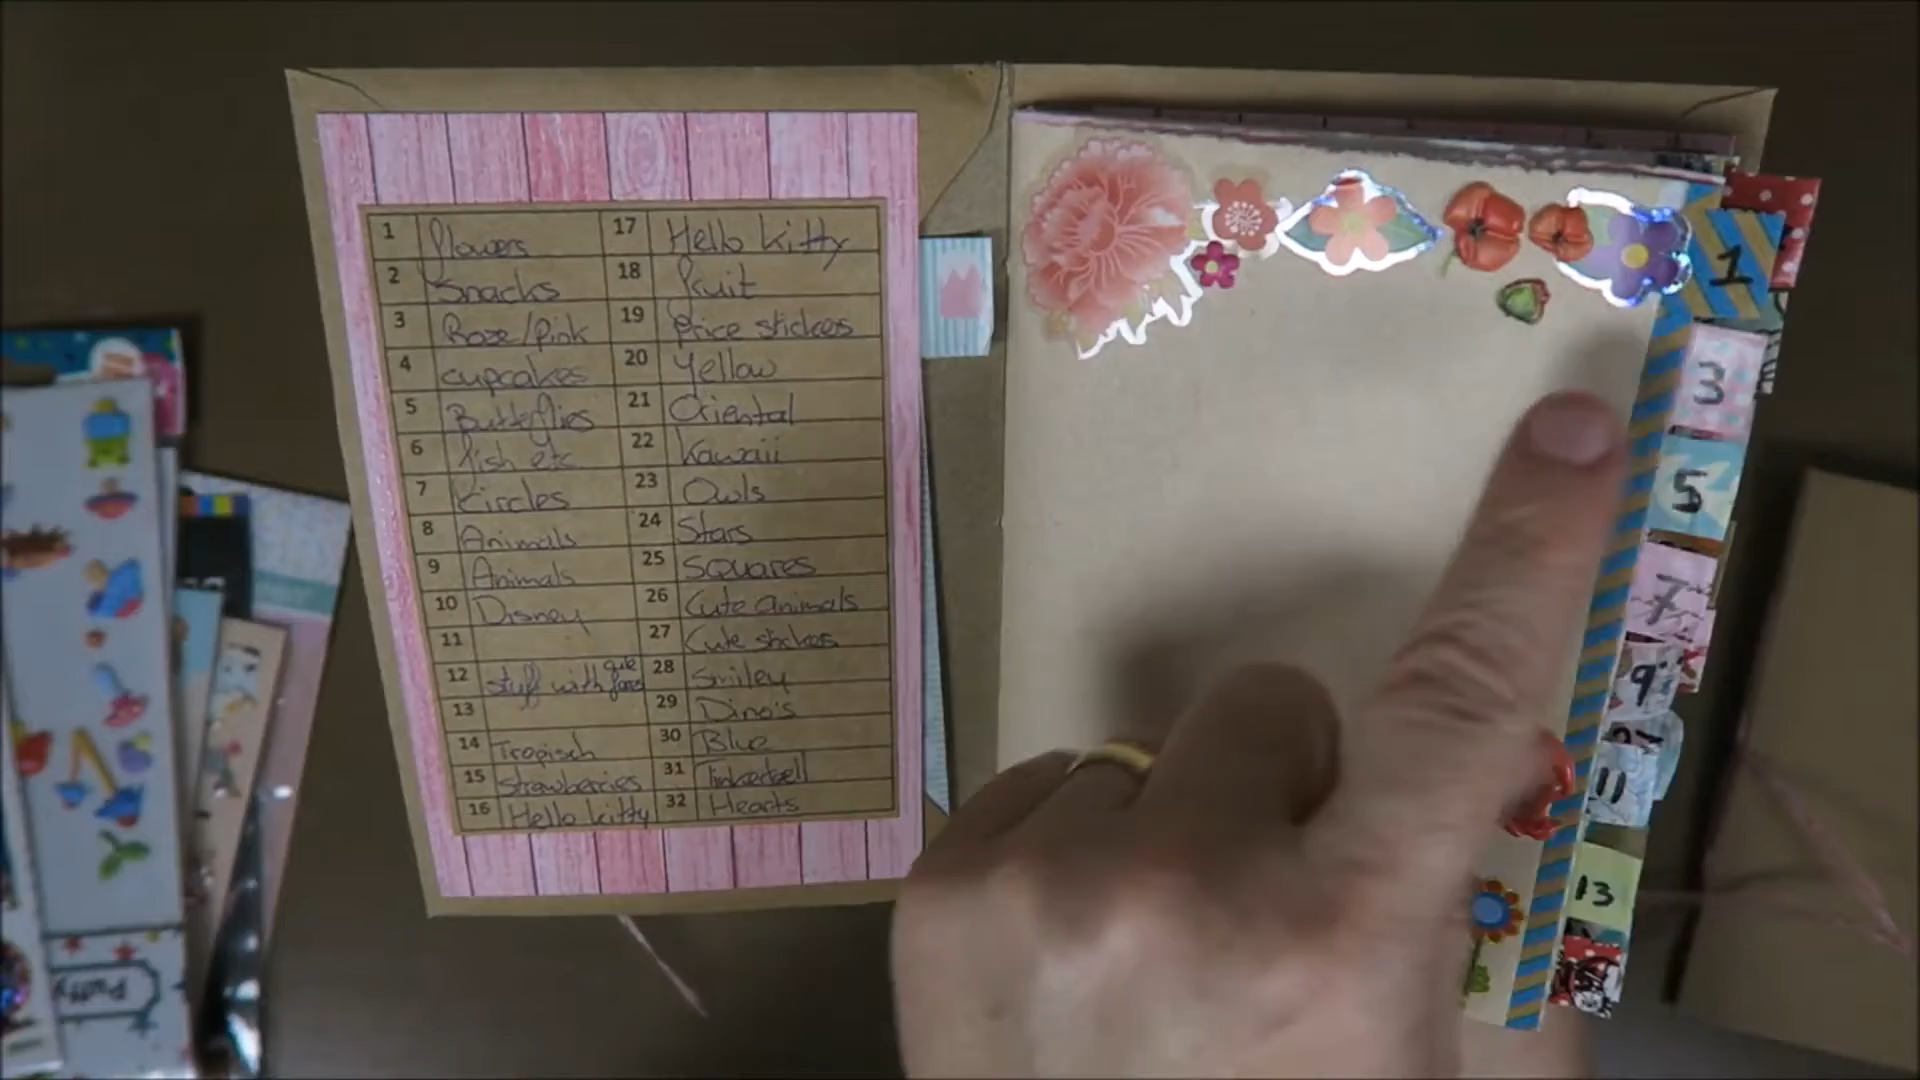 1 flowers 17 Hello kitty
2 Snacks 18 fruit
3 Roze/pink 19 Price stickers
4 cupcakes 20 Yellow
5 Butterflies 21 Oriental
6 fish etc 22 Kawaii
7 Circles 23 Owls
8 Animals 24 Stars
9 Animals 25 Squares
10 Disney 26 Cute animals
11 27 Cute stickers
12 stuff with cute faces 28 Smiley
13 29 Dino's
14 Tropisch 30 Blue
15 strawberries 31 Tinkerbell
16 Hello kitty 32 Hearts
1
3
5
7
9
11
13
Puffy